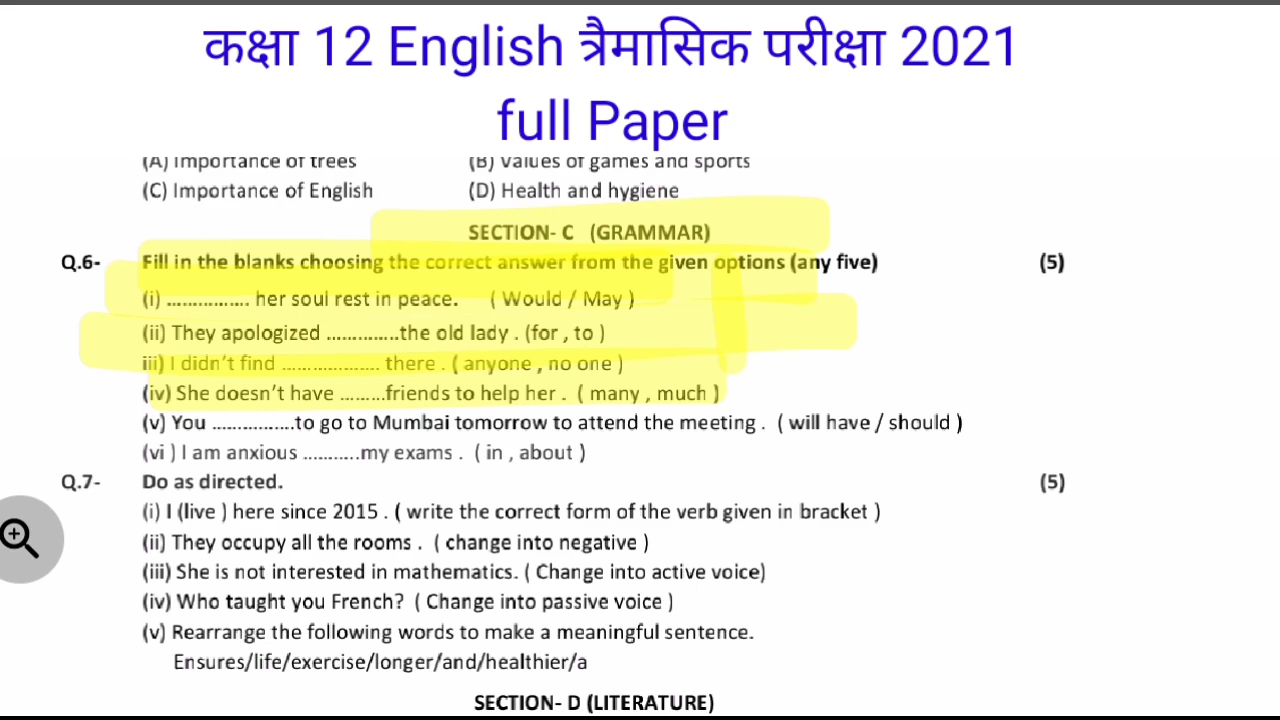 कक्षा 12 English त्रैमासिक परीक्षा 2021
full Paper
(A) Importance of trees (B) Values of games and sports
(C) Importance of English (D) Health and hygiene
SECTION- C (GRAMMAR)
Q.6- Fill in the blanks choosing the correct answer from the given options (any five) (5)
(i) ................ her soul rest in peace. ( Would / May )
(ii) They apologized ..............the old lady . (for , to )
iii) I didn't find ................... there . ( anyone , no one )
(iv) She doesn't have .........friends to help her . ( many , much )
(v) You ................to go to Mumbai tomorrow to attend the meeting . ( will have / should )
(vi ) I am anxious ...........my exams . ( in , about )
Q.7- Do as directed. (5)
(i) I (live ) here since 2015 . ( write the correct form of the verb given in bracket )
(ii) They occupy all the rooms . ( change into negative )
(iii) She is not interested in mathematics. ( Change into active voice)
(iv) Who taught you French? ( Change into passive voice )
(v) Rearrange the following words to make a meaningful sentence.
Ensures/life/exercise/longer/and/healthier/a
SECTION- D (LITERATURE)